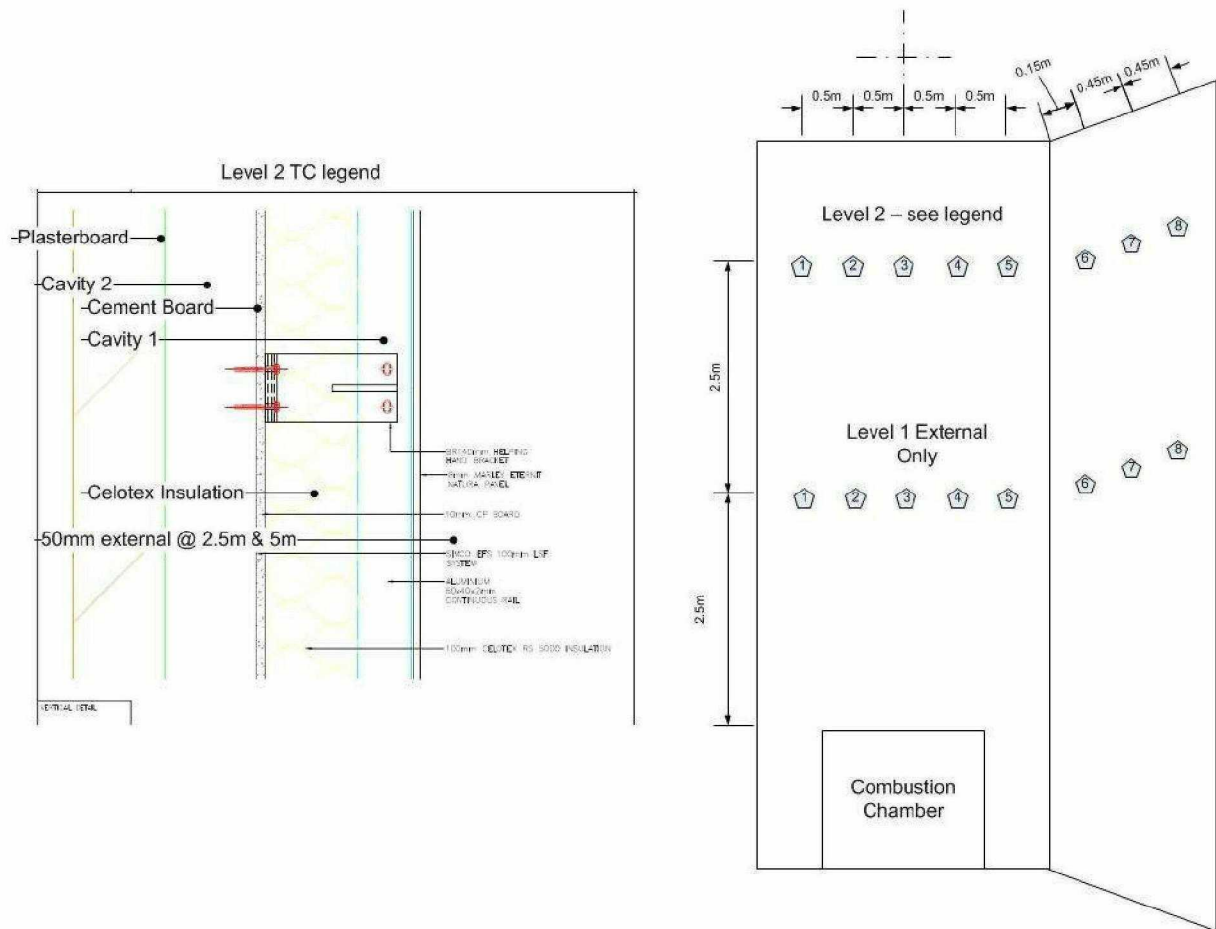 Level 2 TC legend
Plasterboard
Cavity 2
Cement Board
Cavity 1
Celotex Insulation
50mm external @ 2.5m & 5m
HELPING
HAND BRACKET
MARLEY ETERNIT
NATURA PANEL
BOARD
100mm LSF
SYSTEM
ALUMINIUM
CONTINUOUS RAIL
100mm CELOTEX RS 5000 INSULATION
VERTICAL DETAIL
0.5m 0.5m 0.5m 0.5m
0.15m
0.45m
0.45m
Level 2 – see legend
1 2 3 4 5 6 7 8
2.5m
Level 1 External
Only
1 2 3 4 5 6 7 8
2.5m
Combustion
Chamber